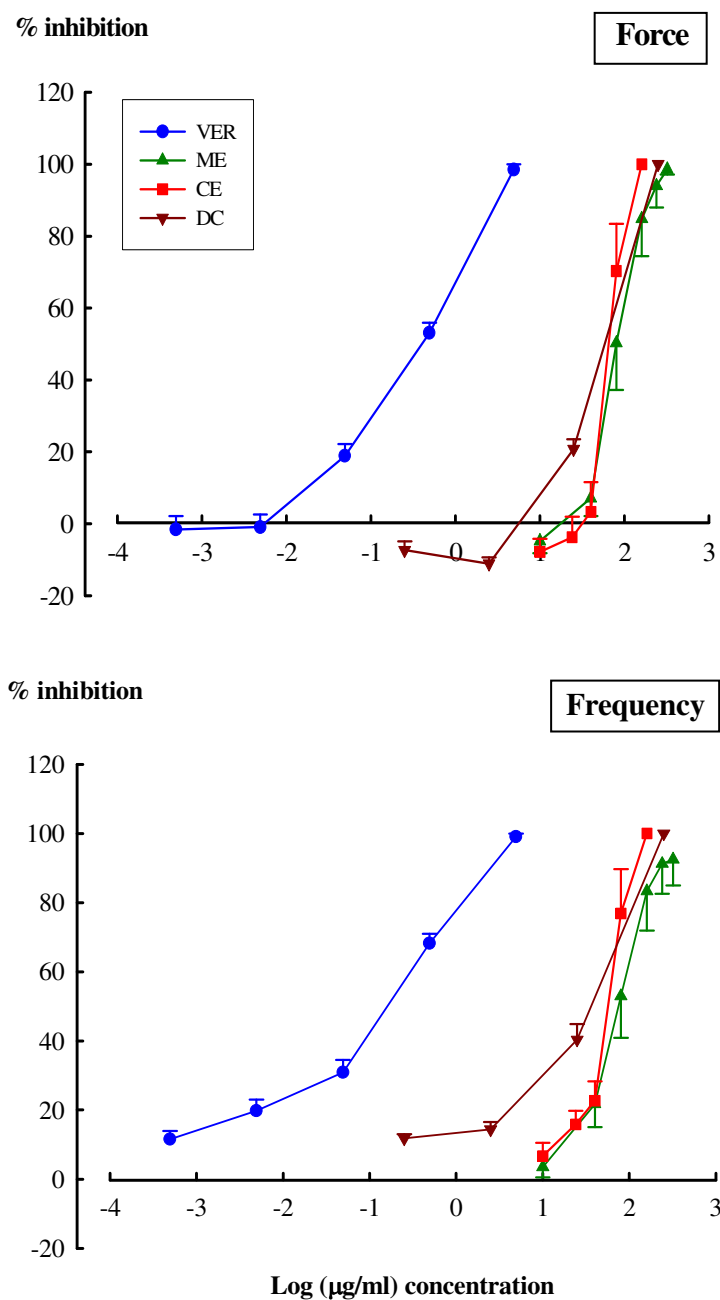 % inhibition
Force
120
100
80
60
40
20
0
-20
VER
ME
CE
DC
-4 -3 -2 -1 0 1 2 3
% inhibition
Frequency
120
100
80
60
40
20
0
-20
-4 -3 -2 -1 0 1 2 3
Log (µg/ml) concentration